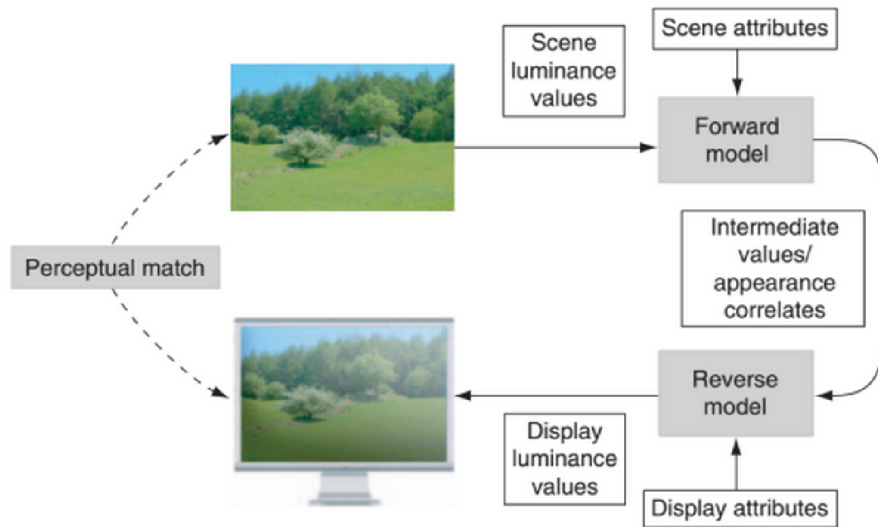 Scene
luminance
values
Scene attributes
Forward
model
Intermediate
values/
appearance
correlates
Perceptual match
Reverse
model
Display
luminance
values
Display attributes